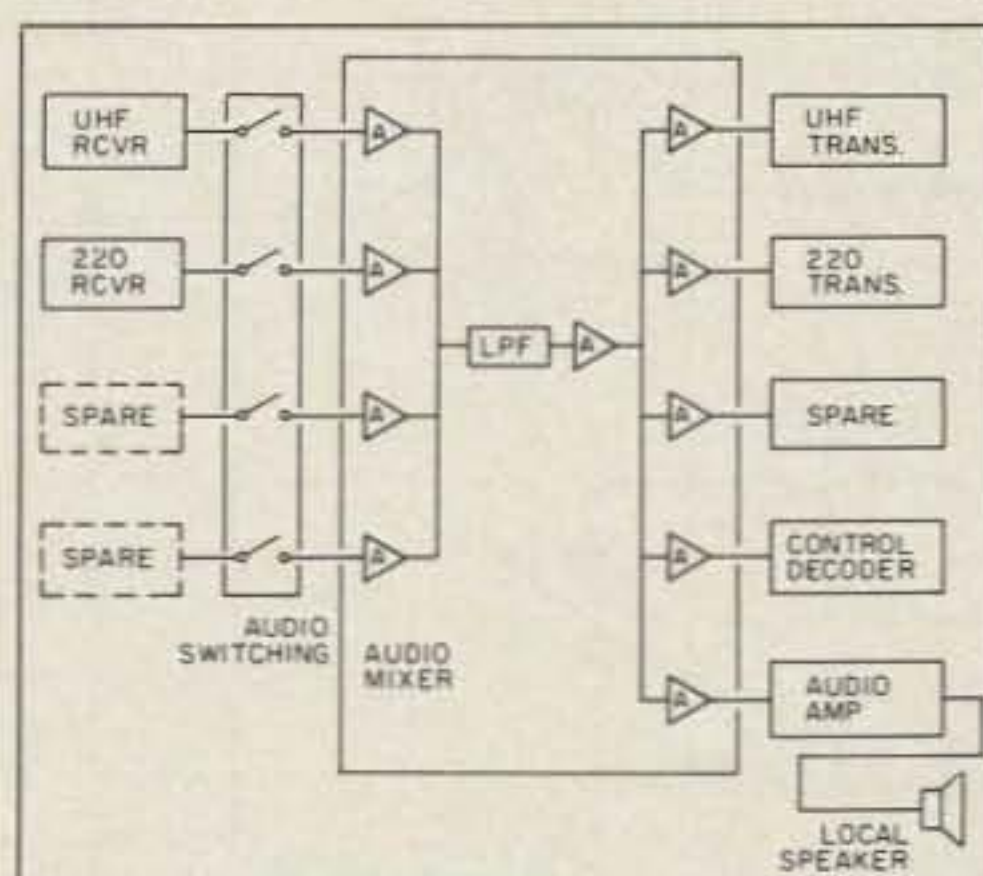 UHF
RCVR
A
A
UHF
TRANS.
220
RCVR
A
A
220
TRANS.
LPF
A
SPARE
A
A
SPARE
SPARE
A
A
CONTROL
DECODER
AUDIO
SWITCHING
AUDIO
MIXER
A
AUDIO
AMP
LOCAL
SPEAKER